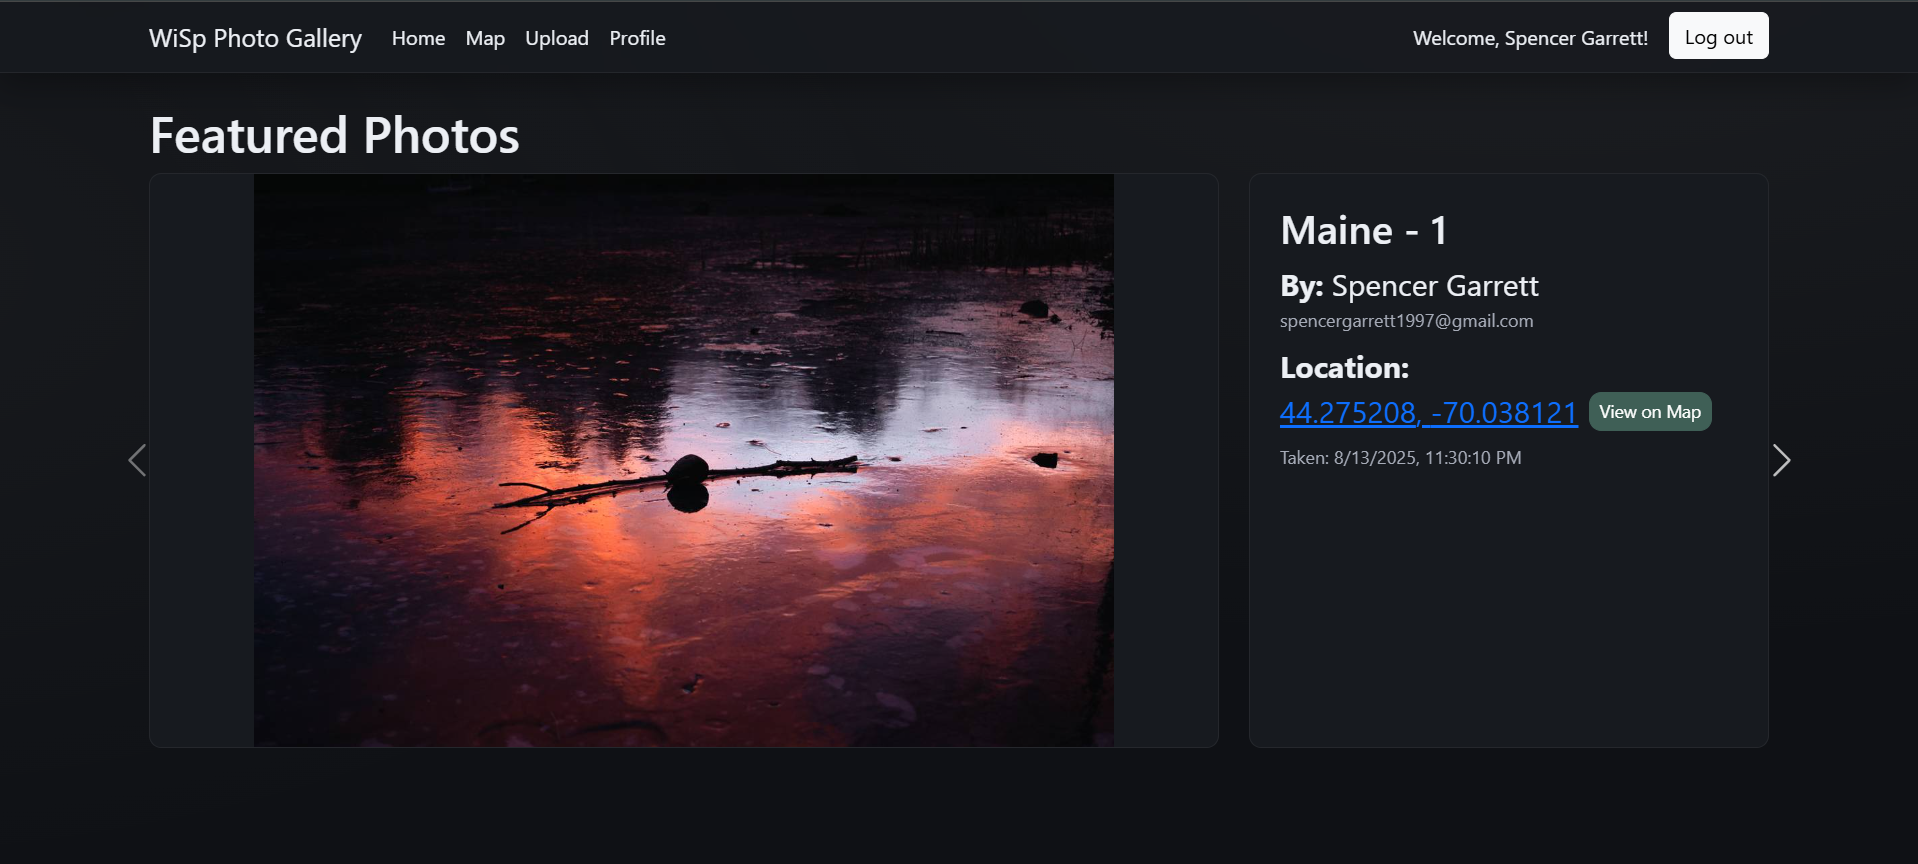 WiSp Photo Gallery Home Map Upload Profile Welcome, Spencer Garrett! Log out
Featured Photos
Maine - 1
By: Spencer Garrett
spencergarrett1997@gmail.com
Location:
44.275208, -70.038121 View on Map
Taken: 8/13/2025, 11:30:10 PM